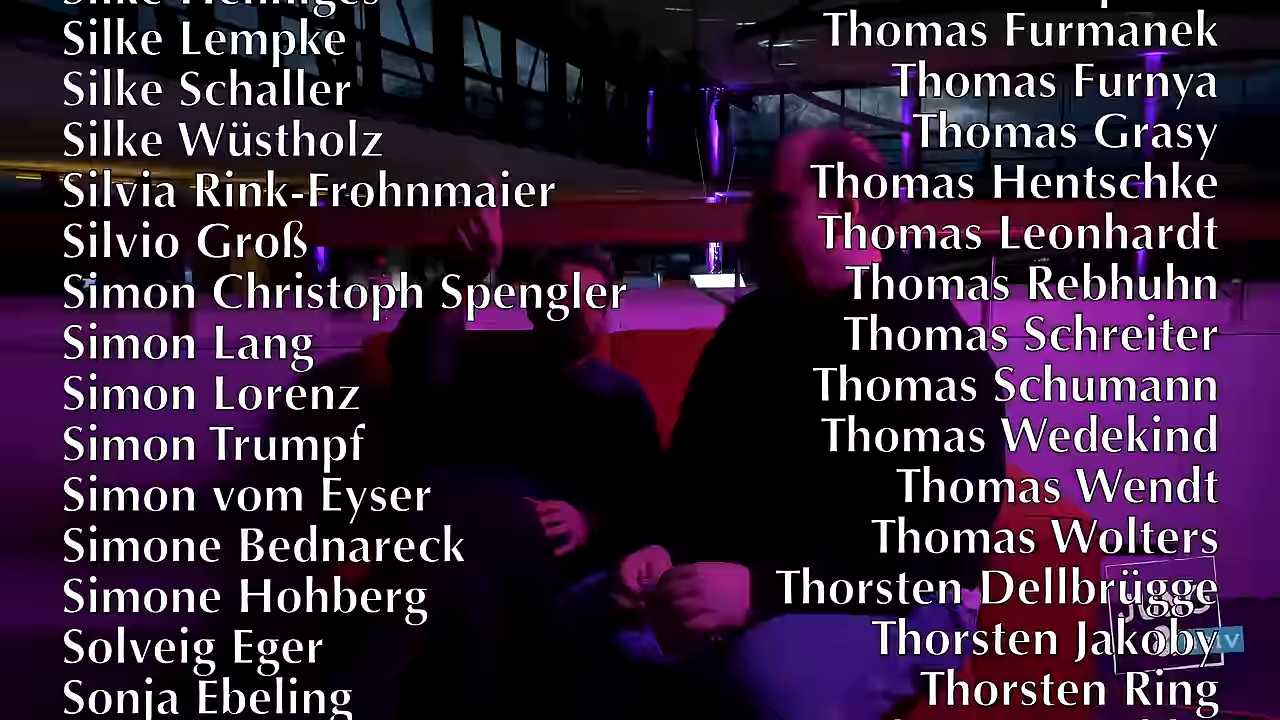 Silke Lempke
Silke Schaller
Silke Wüstholz
Silvia Rink-Frohnmaier
Silvio Groß
Simon Christoph Spengler
Simon Lang
Simon Lorenz
Simon Trumpf
Simon vom Eyser
Simone Bednareck
Simone Hohberg
Solveig Eger
Sonja Ebeling
Thomas Furmanek
Thomas Furnya
Thomas Grasy
Thomas Hentschke
Thomas Leonhardt
Thomas Rebhuhn
Thomas Schreiter
Thomas Schumann
Thomas Wedekind
Thomas Wendt
Thomas Wolters
Thorsten Dellbrügge
Thorsten Jakoby
Thorsten Ring